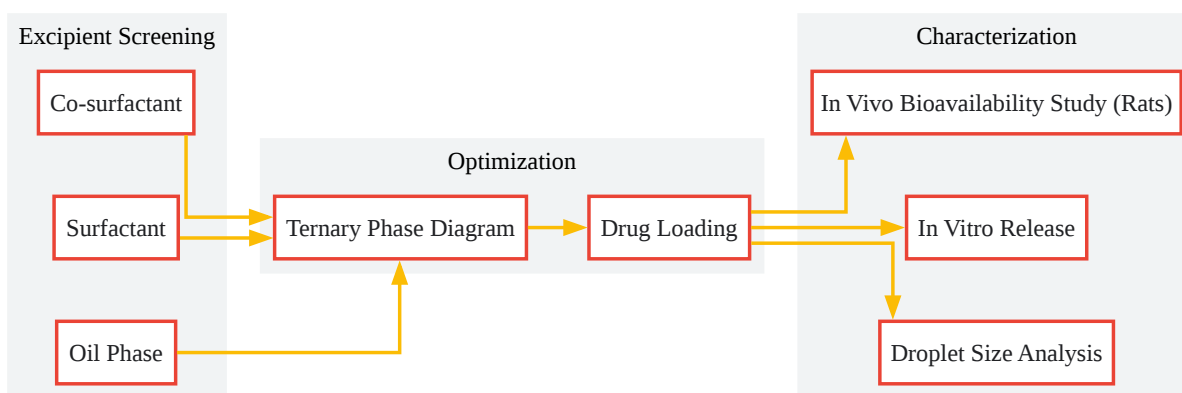 Excipient Screening
Co-surfactant
Surfactant
Oil Phase
Optimization
Ternary Phase Diagram
Drug Loading
Characterization
In Vivo Bioavailability Study (Rats)
In Vitro Release
Droplet Size Analysis